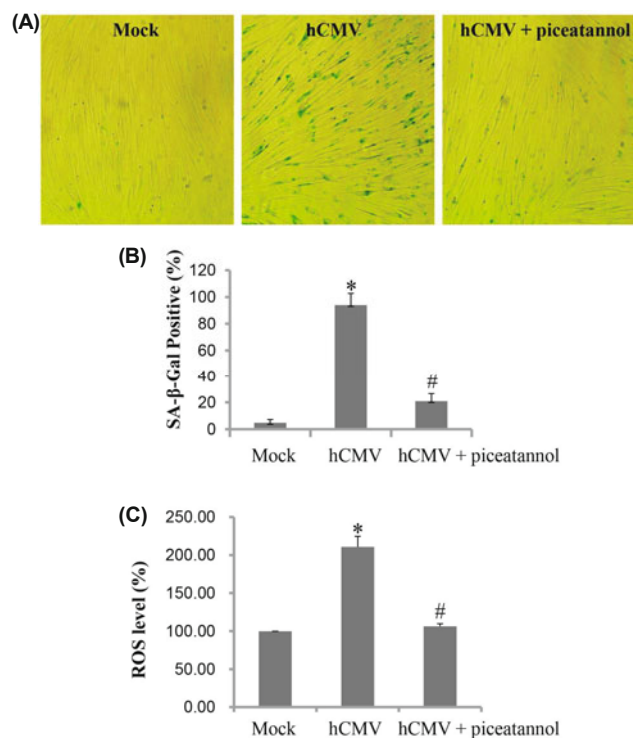 (A)
Mock hCMV hCMV + piceatannol
(B)
SA-β-Gal Positive (%)
120
100
80
60
40
20
0
*
#
Mock hCMV hCMV + piceatannol
(C)
ROS level (%)
250.00
200.00
150.00
100.00
50.00
0.00
*
#
Mock hCMV hCMV + piceatannol